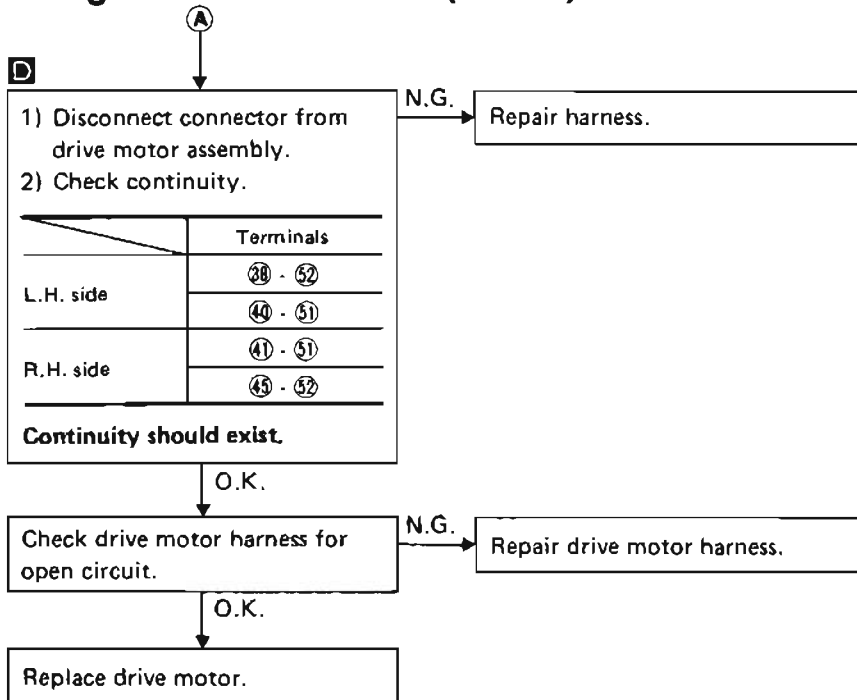 A
D
1) Disconnect connector from
drive motor assembly.
2) Check continuity.
N.G.
Repair harness.
Terminals
L.H. side
38 - 52
40 - 51
R.H. side
41 - 51
45 - 52
Continuity should exist.
O.K.
Check drive motor harness for
open circuit.
N.G.
Repair drive motor harness.
O.K.
Replace drive motor.